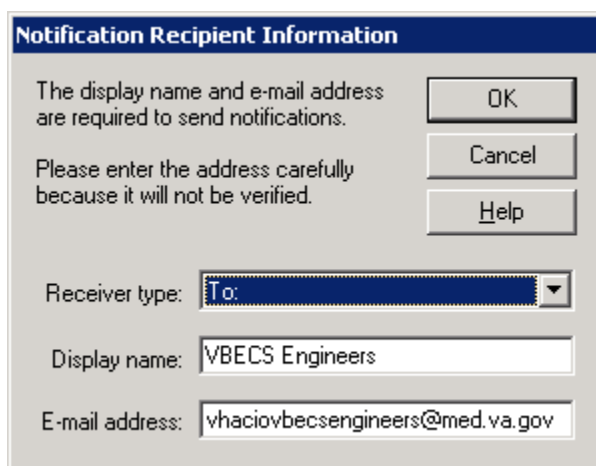 Notification Recipient Information
The display name and e-mail address
are required to send notifications.
Please enter the address carefully
because it will not be verified.
OK
Cancel
Help
Receiver type: To:
Display name: VBECS Engineers
E-mail address: vhaciovbecsengineers@med.va.gov